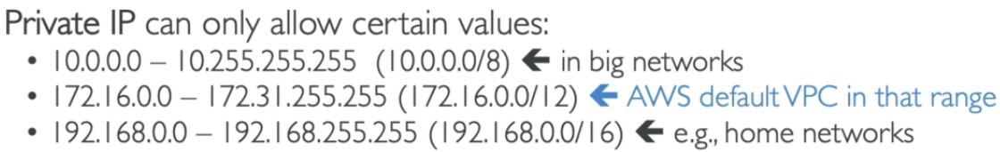 Private IP can only allow certain values:
• 10.0.0.0 – 10.255.255.255 (10.0.0.0/8) 🡸 in big networks
• 172.16.0.0 – 172.31.255.255 (172.16.0.0/12) 🡸 AWS default VPC in that range
• 192.168.0.0 – 192.168.255.255 (192.168.0.0/16) 🡸 e.g., home networks